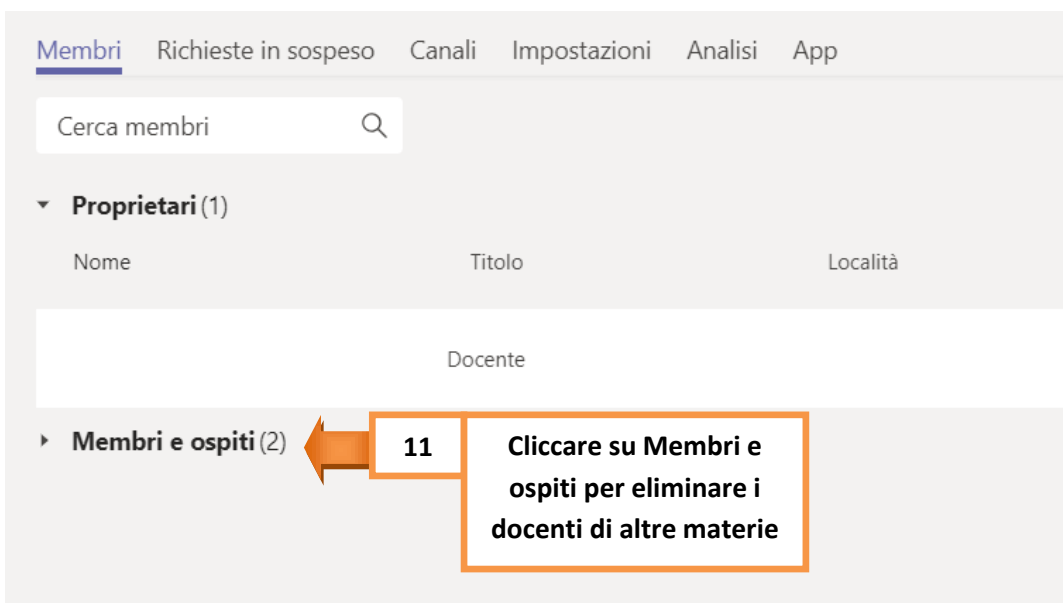 Membri Richieste in sospeso Canali Impostazioni Analisi App
Cerca membri
Proprietari (1)
Nome Titolo Località
Docente
Membri e ospiti (2)
11
Cliccare su Membri e
ospiti per eliminare i
docenti di altre materie